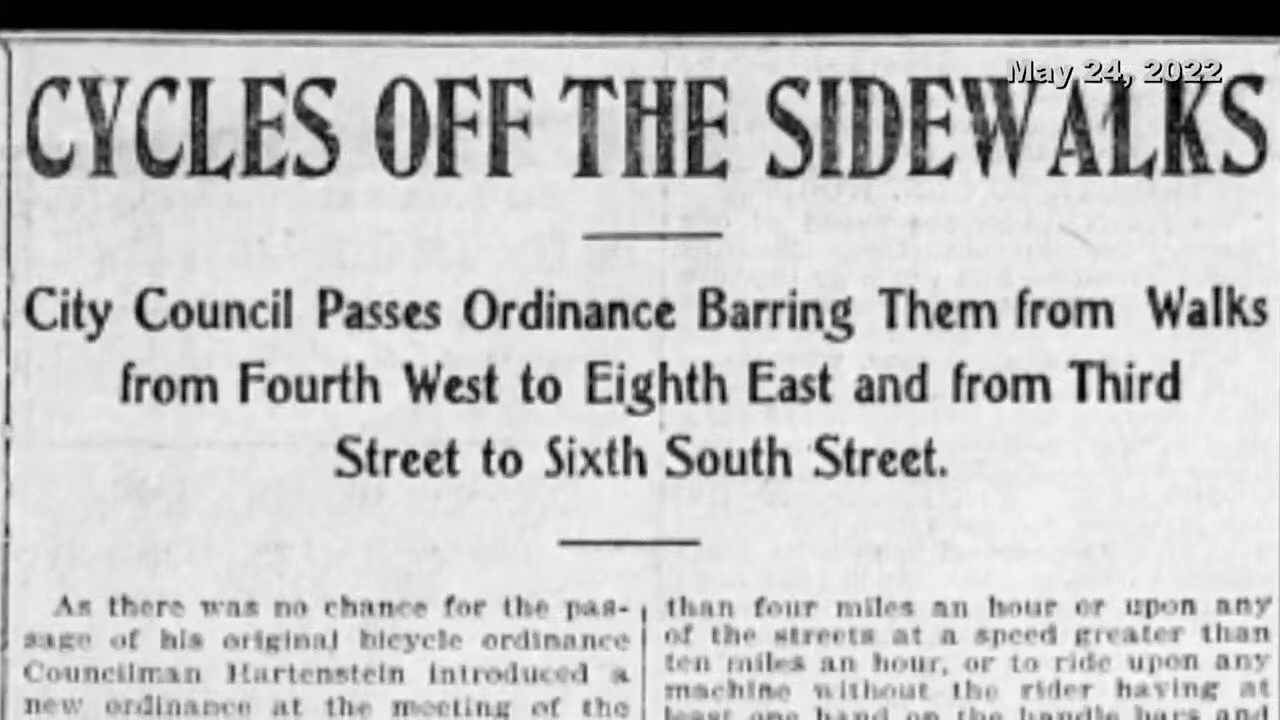 May 24, 2022
CYCLES OFF THE SIDEWALKS
City Council Passes Ordinance Barring Them from Walks
from Fourth West to Eighth East and from Third
Street to Sixth South Street.
As there was no chance for the pas-
sage of his original bicycle ordinance
Councilman Hartenstein introduced a
new ordinance at the meeting of the
than four miles an hour or upon any
of the streets at a speed greater than
ten miles an hour, or to ride upon any
machine without the rider having at
least one hand on the handle bars and